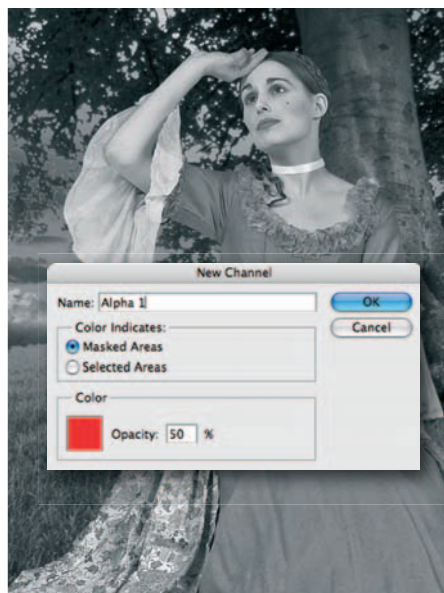 New Channel
Name: Alpha 1
OK
Color Indicates:
Cancel
Masked Areas
Selected Areas
Color
Opacity: 50 %